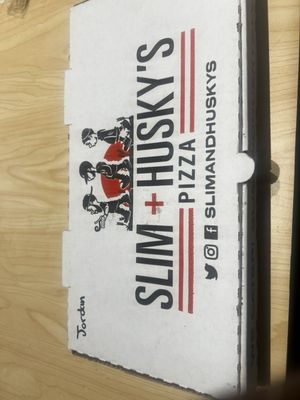 SLIM + HUSKY'S
PIZZA
SLIMANDHUSKYS
Jordan